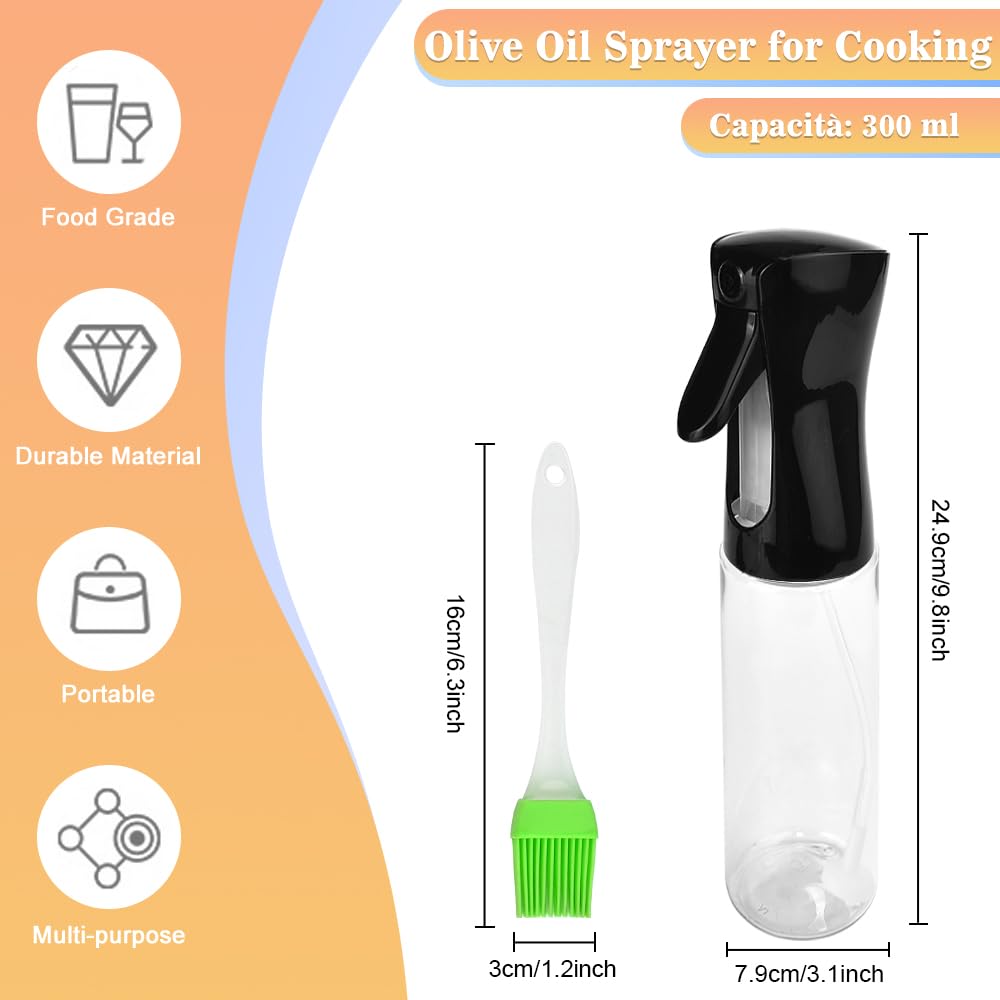 Olive Oil Sprayer for Cooking
Capacità: 300 ml
Food Grade
Durable Material
Portable
Multi-purpose
16cm/6.3inch
3cm/1.2inch
24.9cm/9.8inch
7.9cm/3.1inch